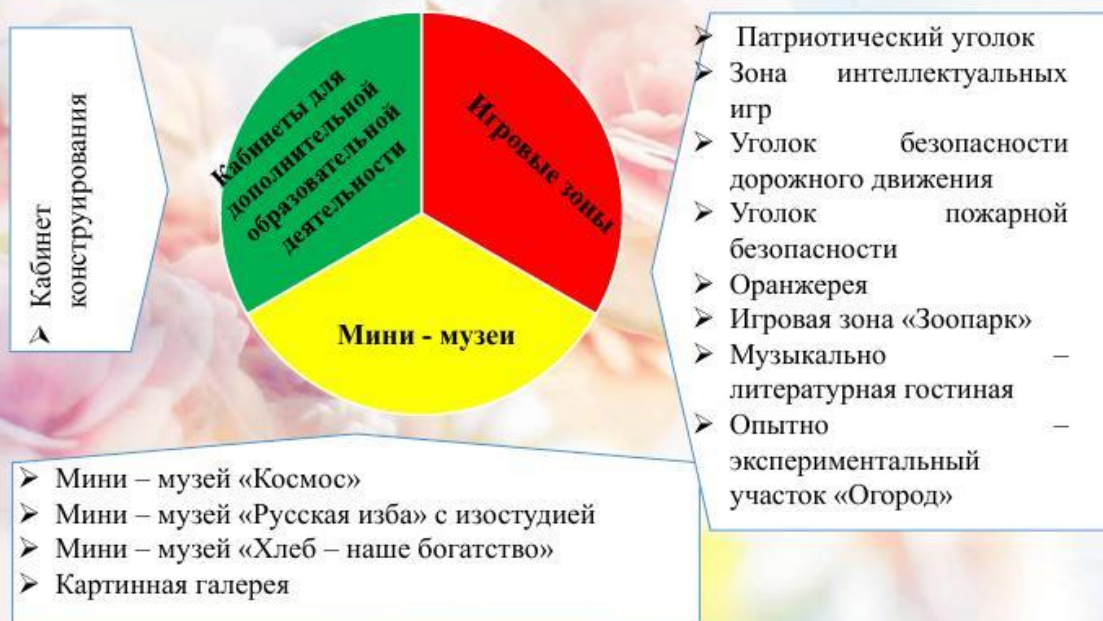 ➤ Кабинет
конструирования
Кабинеты для
дополнительной
образовательной
деятельности
Игровые зоны
Мини - музеи
➤ Патриотический уголок
➤ Зона интеллектуальных
игр
➤ Уголок безопасности
дорожного движения
➤ Уголок пожарной
безопасности
➤ Оранжерея
➤ Игровая зона «Зоопарк»
➤ Музыкально –
литературная гостиная
➤ Опытно –
экспериментальный
участок «Огород»
➤ Мини – музей «Космос»
➤ Мини – музей «Русская изба» с изостудией
➤ Мини – музей «Хлеб – наше богатство»
➤ Картинная галерея